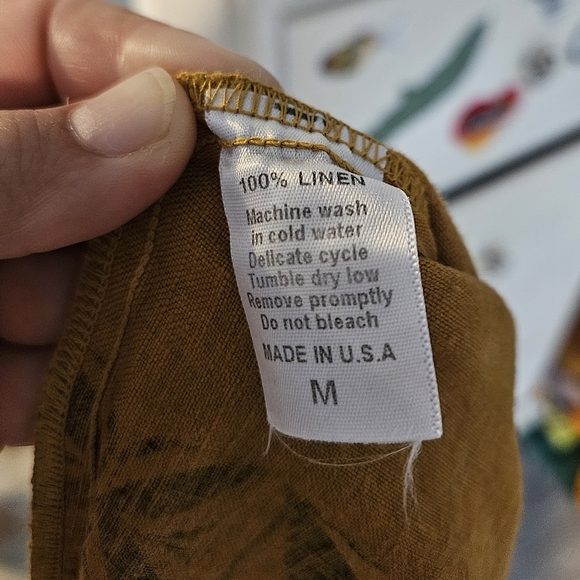 100% LINEN
Machine wash
in cold water
Delicate cycle
Tumble dry low
Remove promptly
Do not bleach
MADE IN U.S.A
M